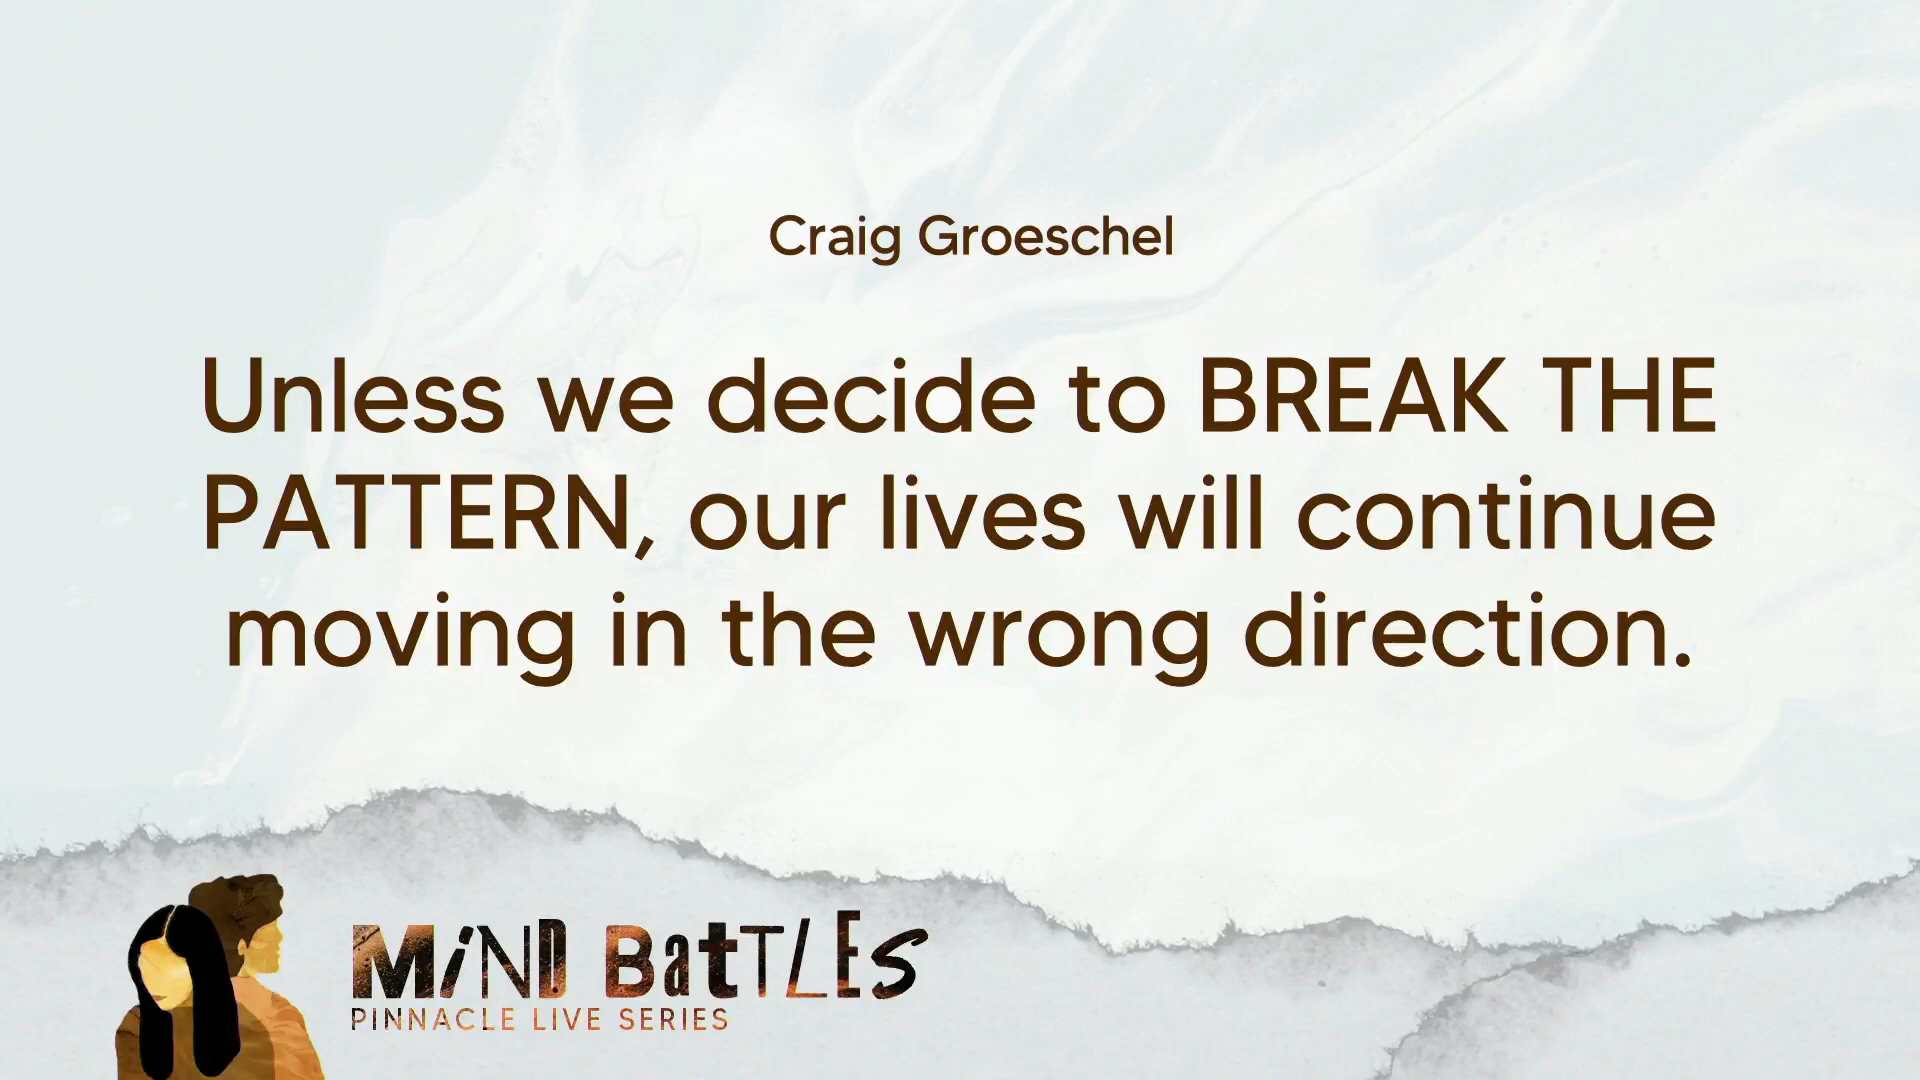 Craig Groeschel
Unless we decide to BREAK THE
PATTERN, our lives will continue
moving in the wrong direction.
MiND BatTLES
PINNACLE LIVE SERIES